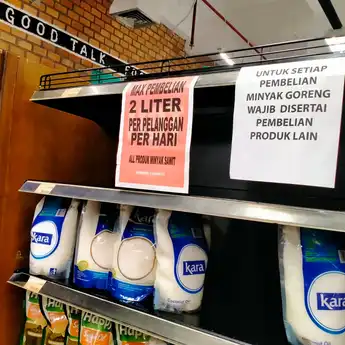 GOOD TALK
MAX PEMBELIAN
2 LITER
PER PELANGGAN
PER HARI
ALL PRODUK MINYAK SAWIT
UNTUK SETIAP
PEMBELIAN
MINYAK GORENG
WAJIB DISERTAI
PEMBELIAN
PRODUK LAIN
kara
kara
kara